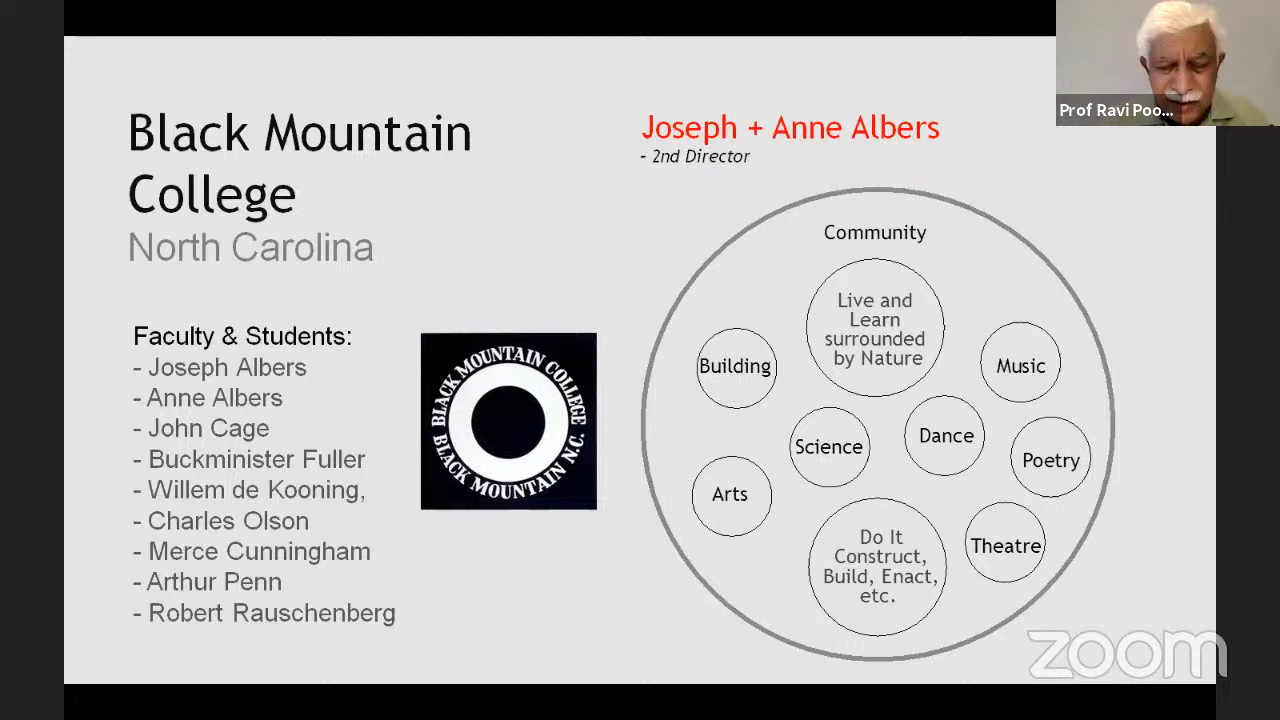 Black Mountain
College
North Carolina
Joseph + Anne Albers
- 2nd Director
Prof Ravi Poo...
Faculty & Students:
- Joseph Albers
- Anne Albers
- John Cage
- Buckminister Fuller
- Willem de Kooning,
- Charles Olson
- Merce Cunningham
- Arthur Penn
- Robert Rauschenberg
BLACK MOUNTAIN COLLEGE
BLACK MOUNTAIN N.C.
Community
Live and
Learn
surrounded
by Nature
Building
Music
Science
Dance
Poetry
Arts
Theatre
Do It
Construct,
Build, Enact,
etc.
zoom